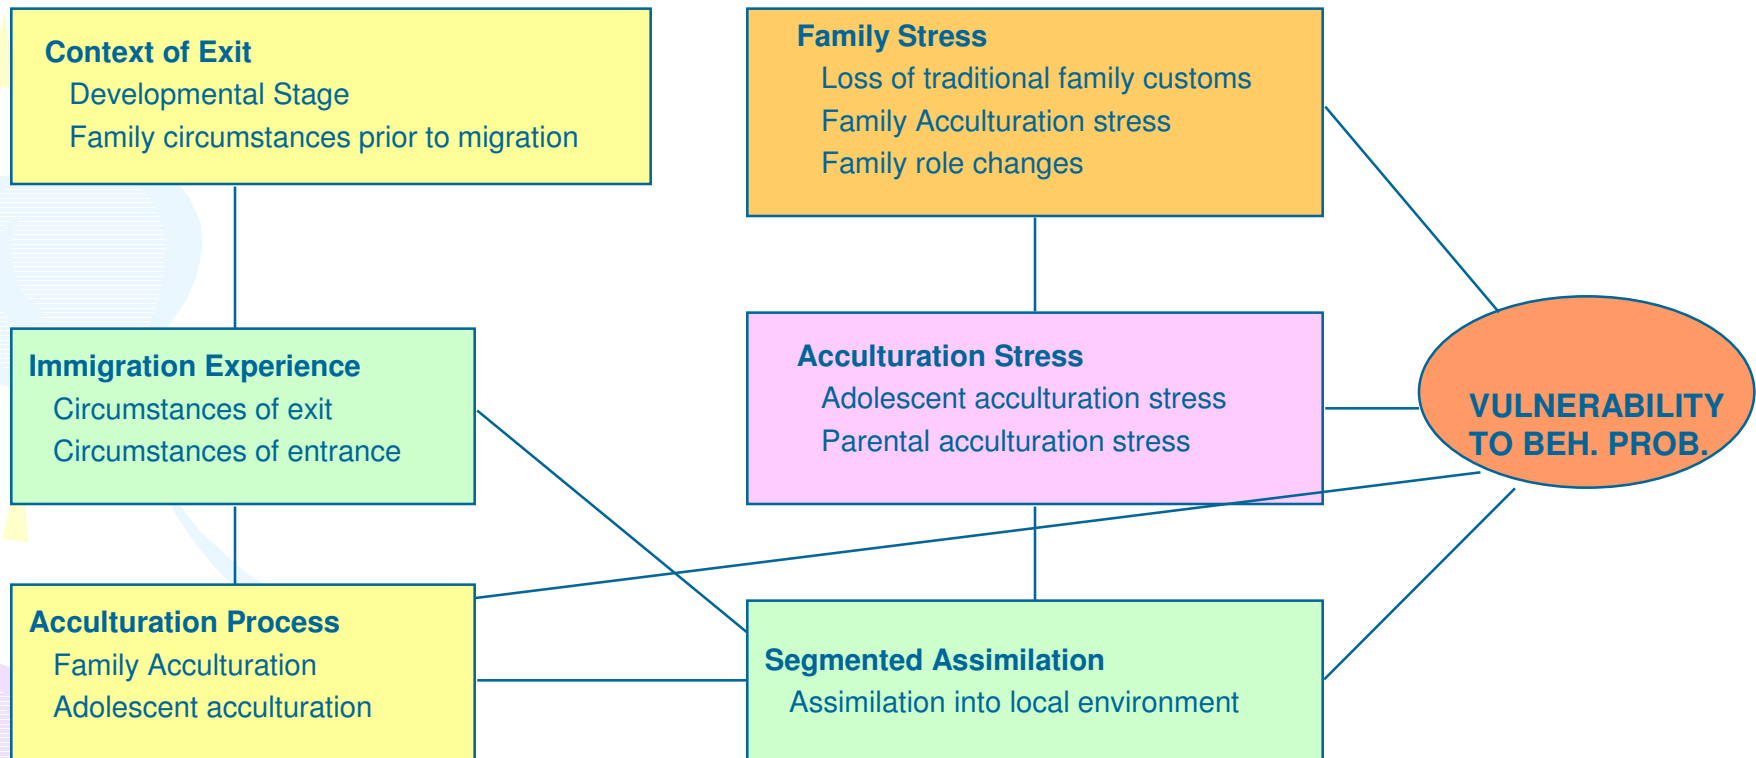 Context of Exit
Developmental Stage
Family circumstances prior to migration
Family Stress
Loss of traditional family customs
Family Acculturation stress
Family role changes
Immigration Experience
Circumstances of exit
Circumstances of entrance
Acculturation Stress
Adolescent acculturation stress
Parental acculturation stress
VULNERABILITY
TO BEH. PROB.
Acculturation Process
Family Acculturation
Adolescent acculturation
Segmented Assimilation
Assimilation into local environment